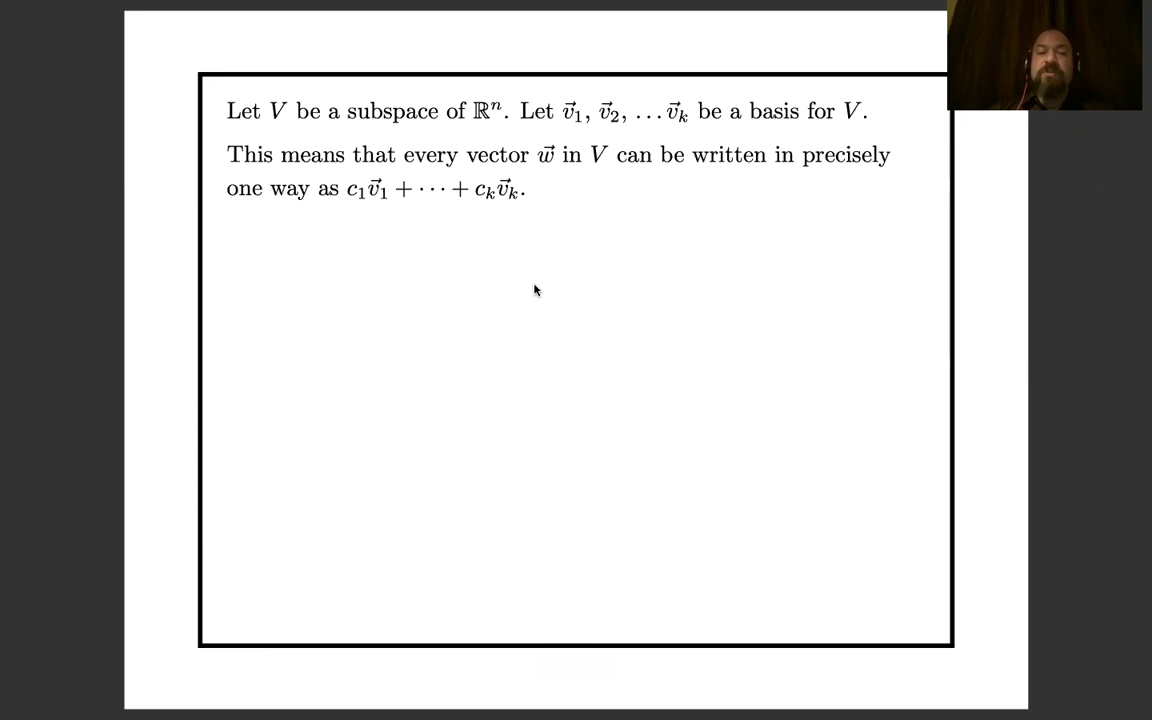 Let V be a subspace of ℝⁿ. Let v⃗₁, v⃗₂, …v⃗ₖ be a basis for V.
This means that every vector w⃗ in V can be written in precisely
one way as c₁v⃗₁ + ⋯ + cₖv⃗ₖ.